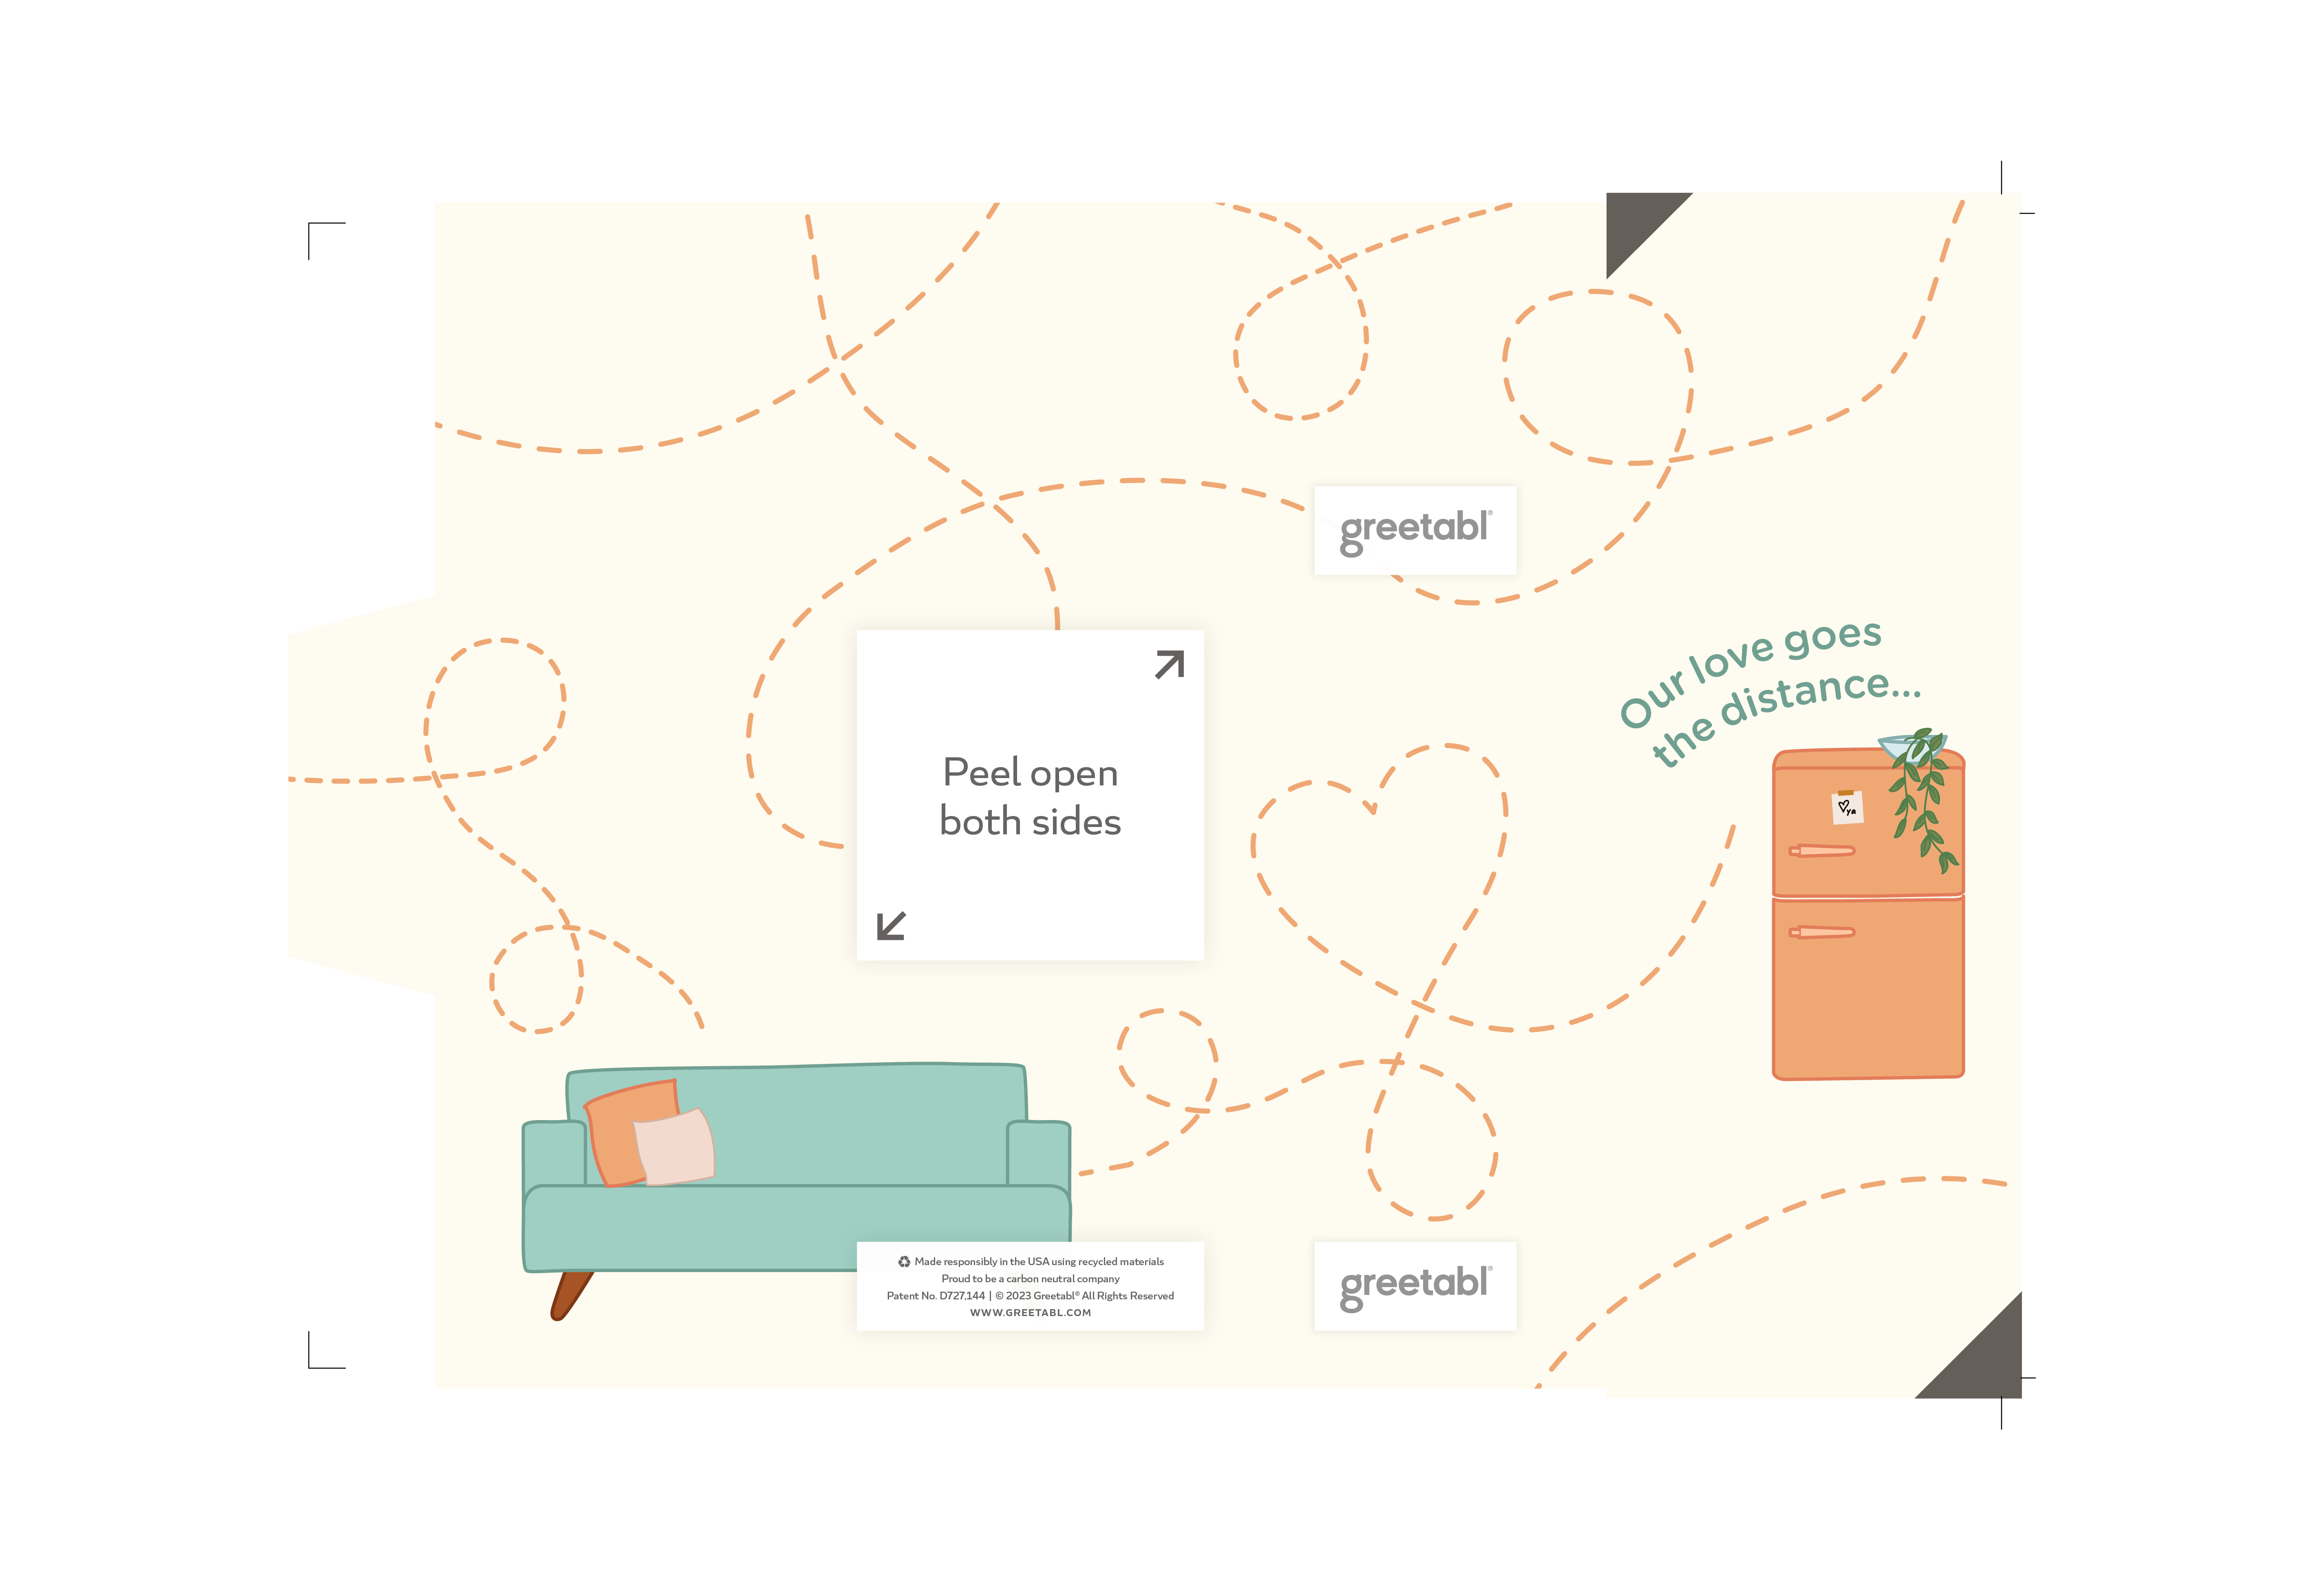 greetabl®
Our love goes
the distance...
Peel open
both sides
ya
Made responsibly in the USA using recycled materials
Proud to be a carbon neutral company
Patent No. D727,144 | © 2023 Greetabl® All Rights Reserved
WWW.GREETABL.COM
greetabl®